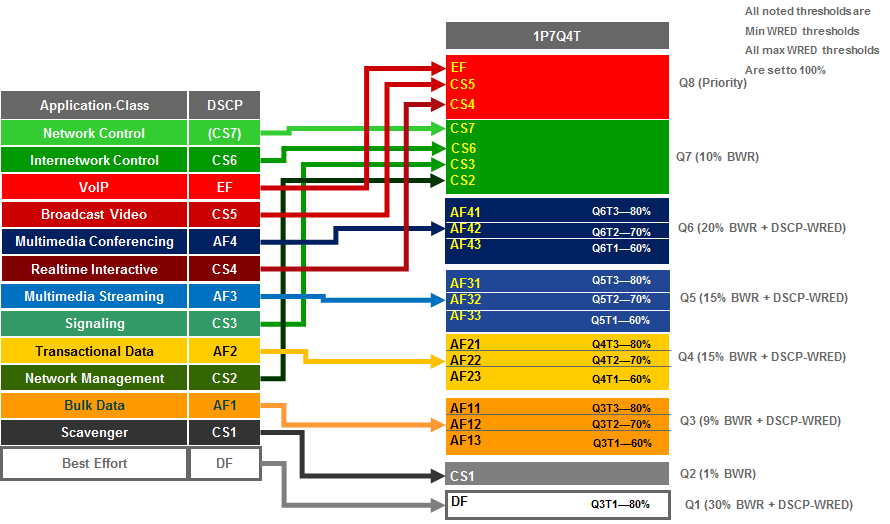 All noted thresholds are
Min WRED thresholds
All max WRED thresholds
Are set to 100%
1P7Q4T
Application-Class DSCP
Network Control (CS7)
Internetwork Control CS6
VoIP EF
Broadcast Video CS5
Multimedia Conferencing AF4
Realtime Interactive CS4
Multimedia Streaming AF3
Signaling CS3
Transactional Data AF2
Network Management CS2
Bulk Data AF1
Scavenger CS1
Best Effort DF
EF
CS5
CS4
Q8 (Priority)
CS7
CS6
CS3
CS2
Q7 (10% BWR)
AF41 Q6T3—80%
AF42 Q6T2—70%
AF43 Q6T1—60%
Q6 (20% BWR + DSCP-WRED)
AF31 Q5T3—80%
AF32 Q5T2—70%
AF33 Q5T1—60%
Q5 (15% BWR + DSCP-WRED)
AF21 Q4T3—80%
AF22 Q4T2—70%
AF23 Q4T1—60%
Q4 (15% BWR + DSCP-WRED)
AF11 Q3T3—80%
AF12 Q3T2—70%
AF13 Q3T1—60%
Q3 (9% BWR + DSCP-WRED)
CS1
Q2 (1% BWR)
DF Q3T1—80%
Q1 (30% BWR + DSCP-WRED)